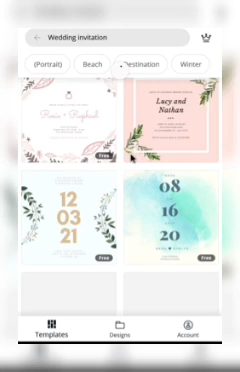 Wedding invitation
(Portrait)
Beach
Destination
Winter
Rosie & Raphael
Free
Lucy and
Nathan
12
03
21
Free
08
16
20
Free
Templates
Designs
Account